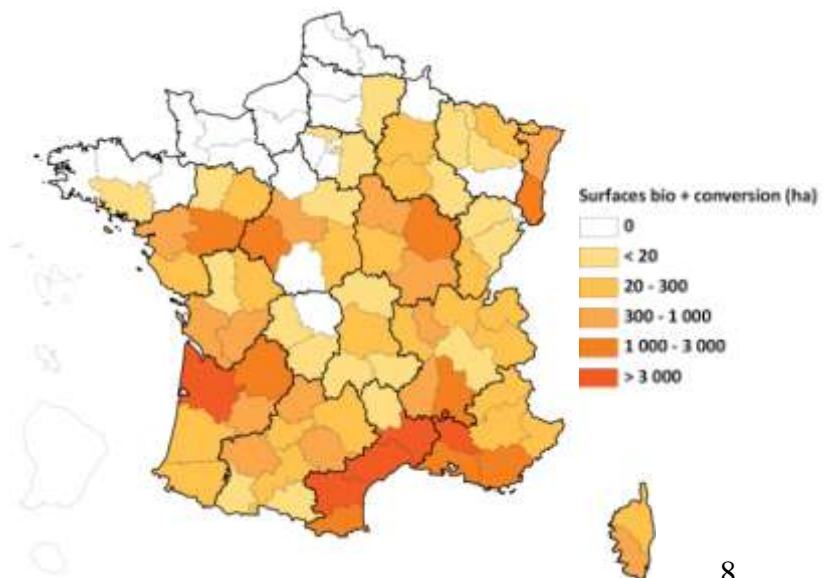 Surfaces bio + conversion (ha)
0
< 20
20 - 300
300 - 1 000
1 000 - 3 000
> 3 000
8